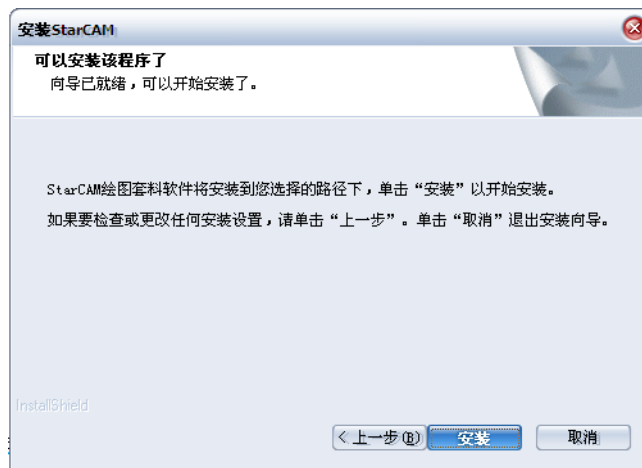 安装StarCAM
可以安装该程序了
向导已就绪，可以开始安装了。
StarCAM绘图套料软件将安装到您选择的路径下，单击“安装”以开始安装。
如果要检查或更改任何安装设置，请单击“上一步”。单击“取消”退出安装向导。
InstallShield
< 上一步(B) 安装 取消